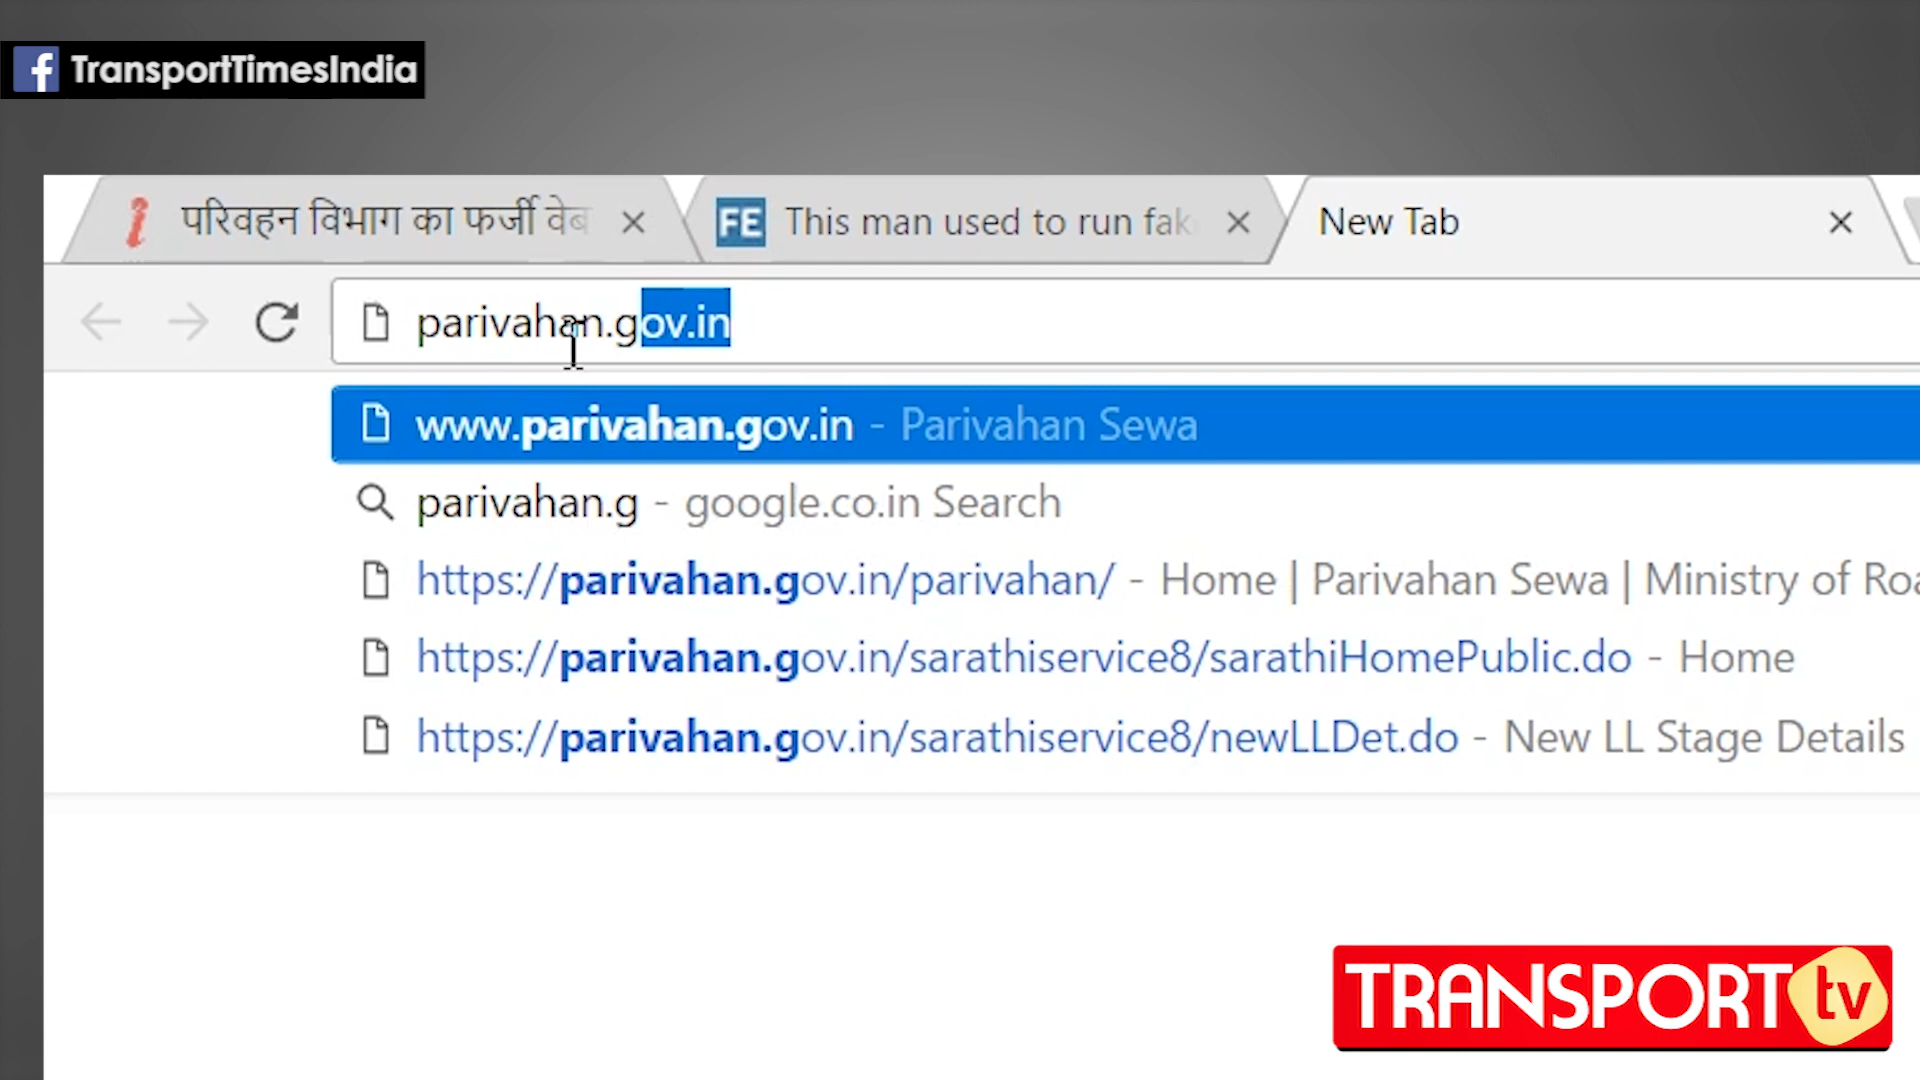 f TransportTimesIndia
परिवहन विभाग का फर्जी वेब
FE This man used to run fak
New Tab
parivahan.gov.in
www.parivahan.gov.in - Parivahan Sewa
parivahan.g - google.co.in Search
https://parivahan.gov.in/parivahan/ - Home | Parivahan Sewa | Ministry of Roa
https://parivahan.gov.in/sarathiservice8/sarathiHomePublic.do - Home
https://parivahan.gov.in/sarathiservice8/newLLDet.do - New LL Stage Details
TRANSPORT tv